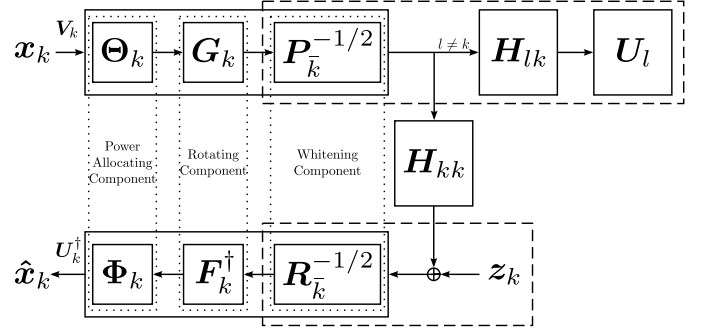 x_k V_k Θ_k G_k P_{\bar{k}}^{-1/2} l ≠ k H_{lk} U_l
Power
Allocating
Component
Rotating
Component
Whitening
Component
H_{kk}
\hat{x}_k U_k^† Φ_k F_k^† R_{\bar{k}}^{-1/2} ⊕ z_k